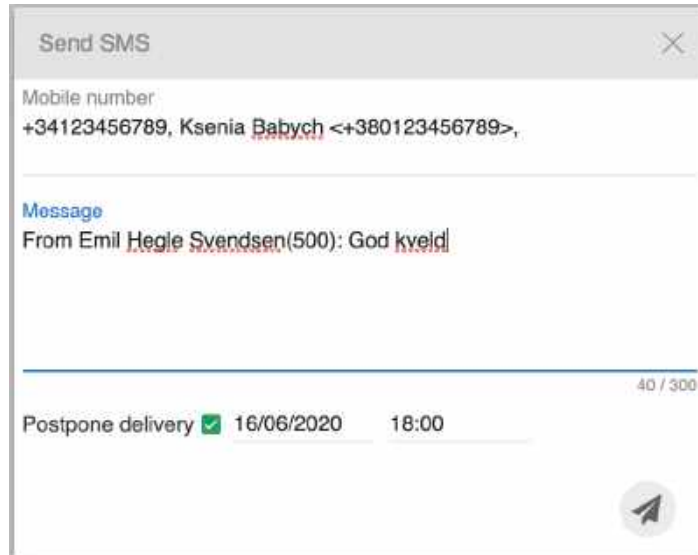 Send SMS
Mobile number
+34123456789, Ksenia Babych <+380123456789>,
Message
From Emil Hegle Svendsen(500): God kveld
40 / 300
Postpone delivery 16/06/2020 18:00